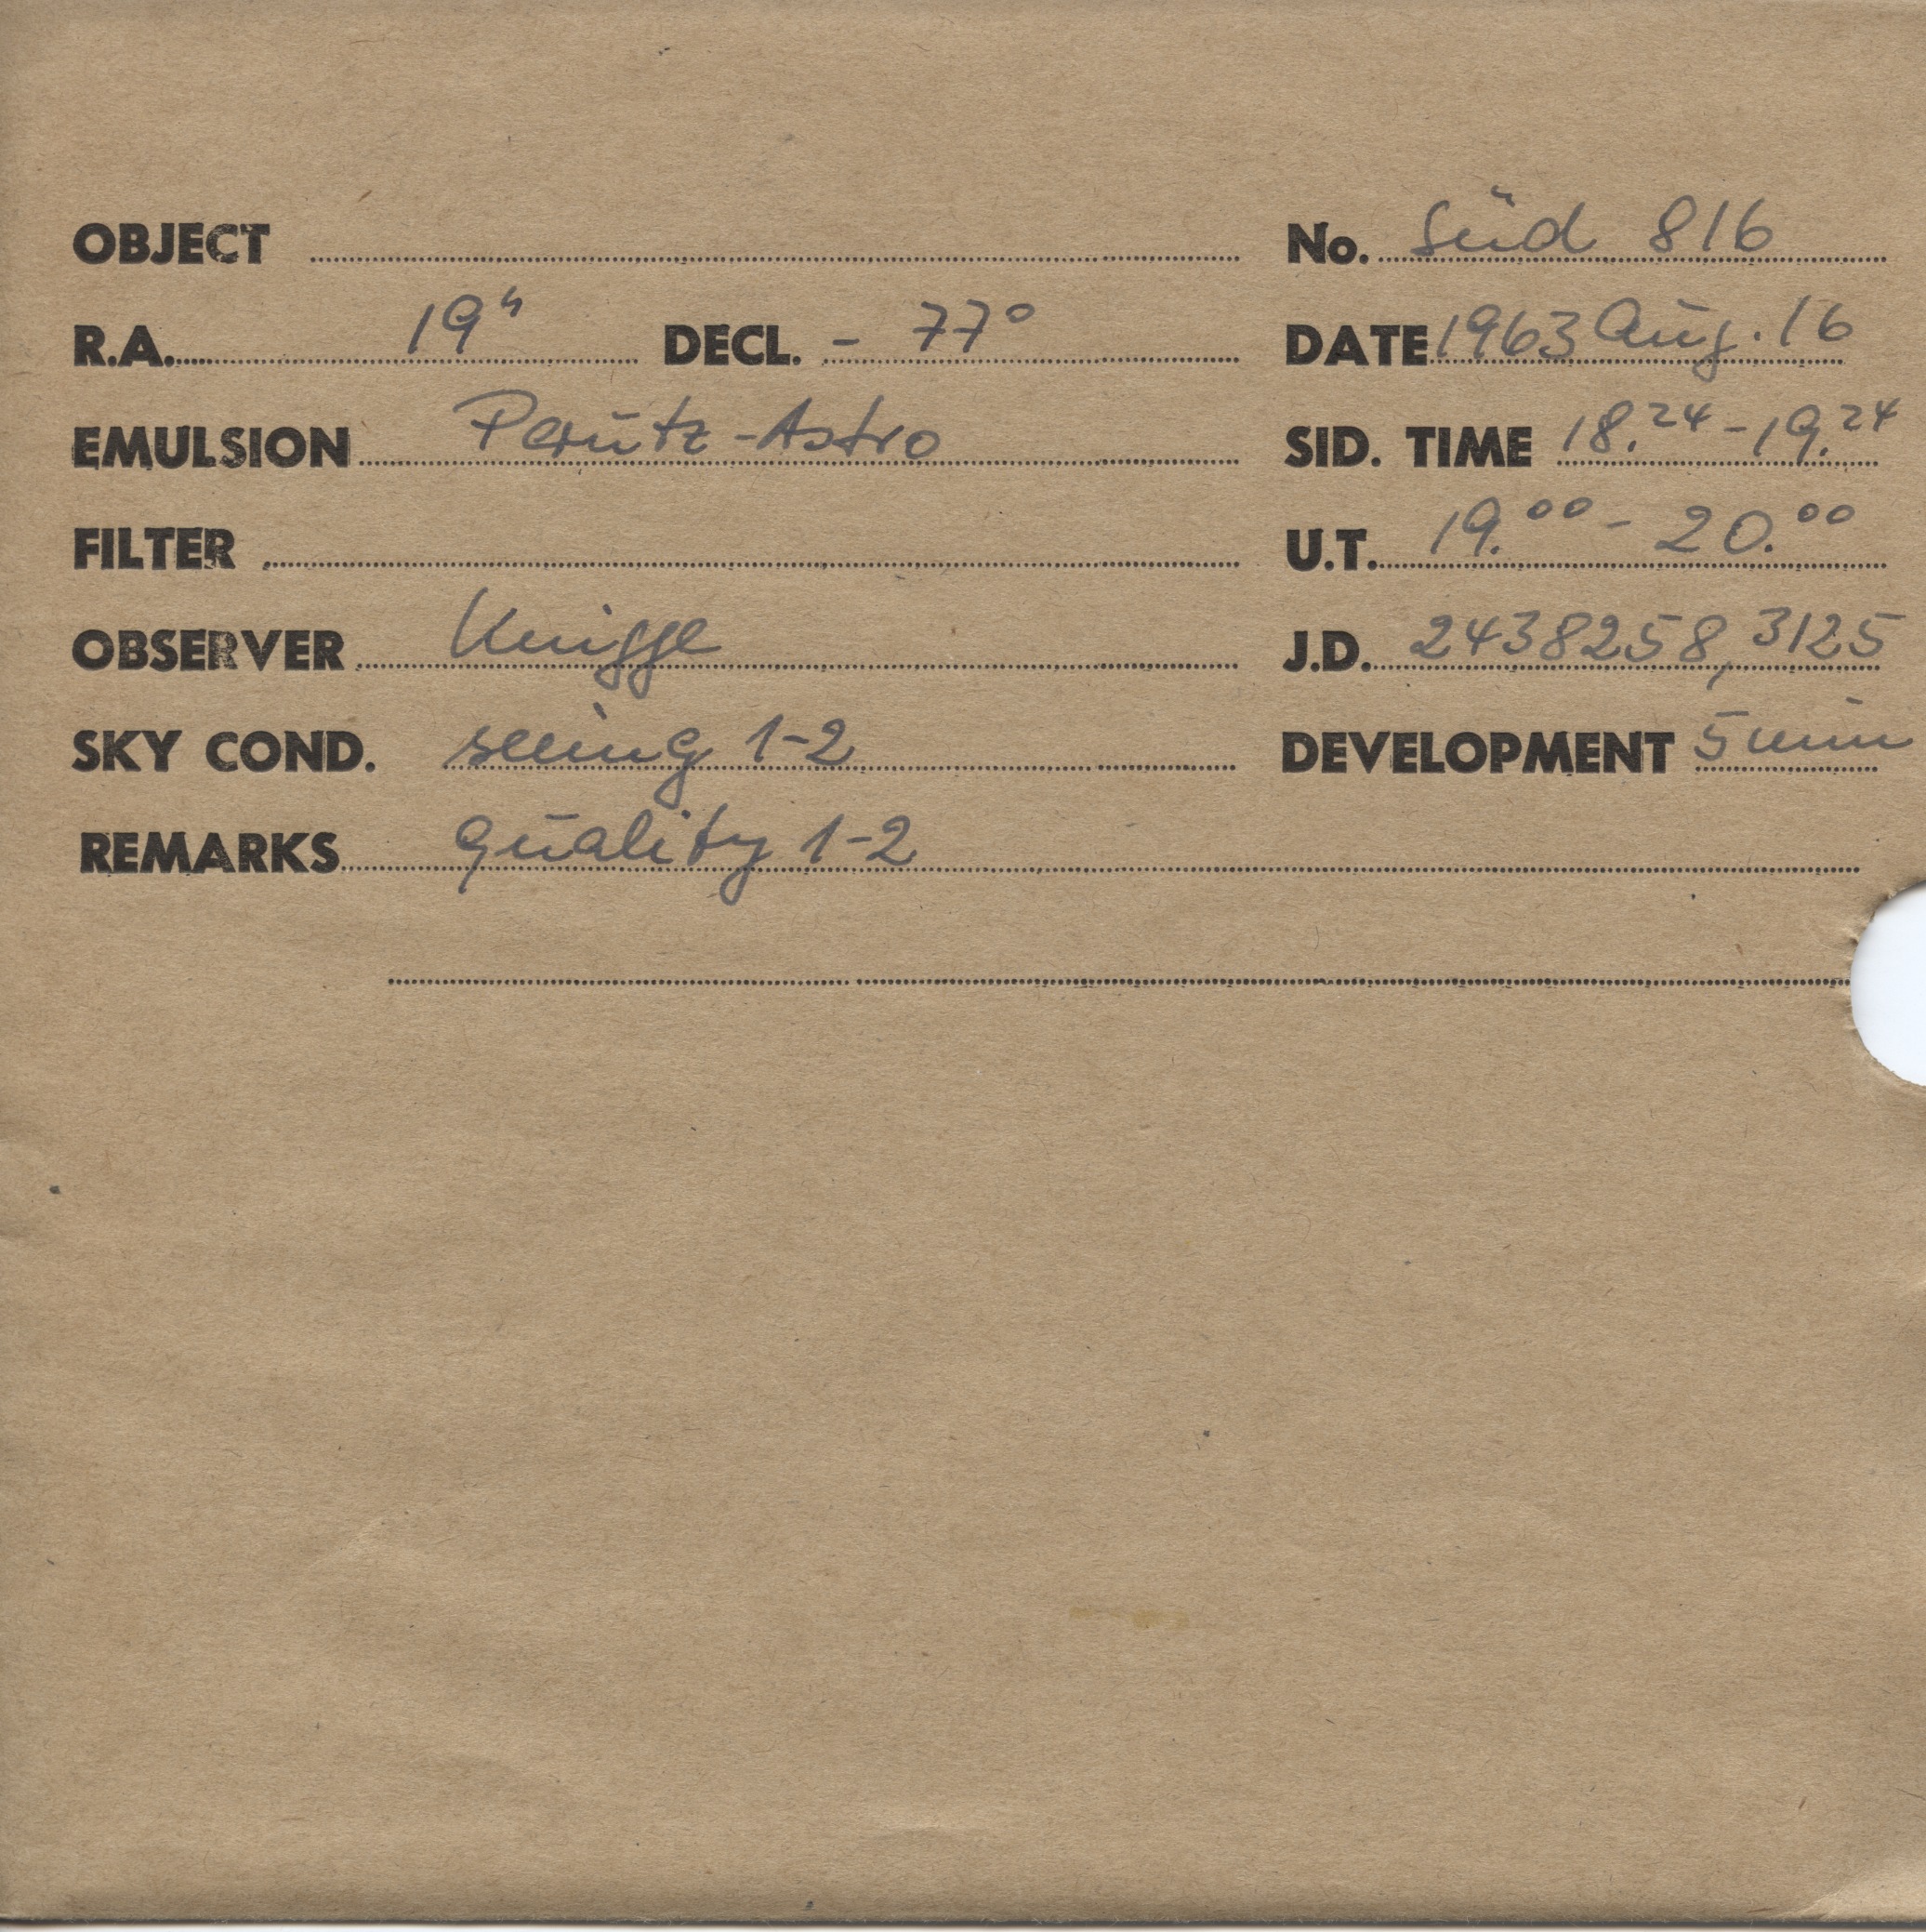 OBJECT No. Süd 816
R.A. 19h DECL. - 77° DATE 1963 Aug. 16
EMULSION Perutz-Astro SID. TIME 18.24 - 19.24
FILTER U.T. 19.00 - 20.00
OBSERVER Knigge J.D. 2438258,3125
SKY COND. seeing 1-2 DEVELOPMENT 5 min
REMARKS quality 1-2